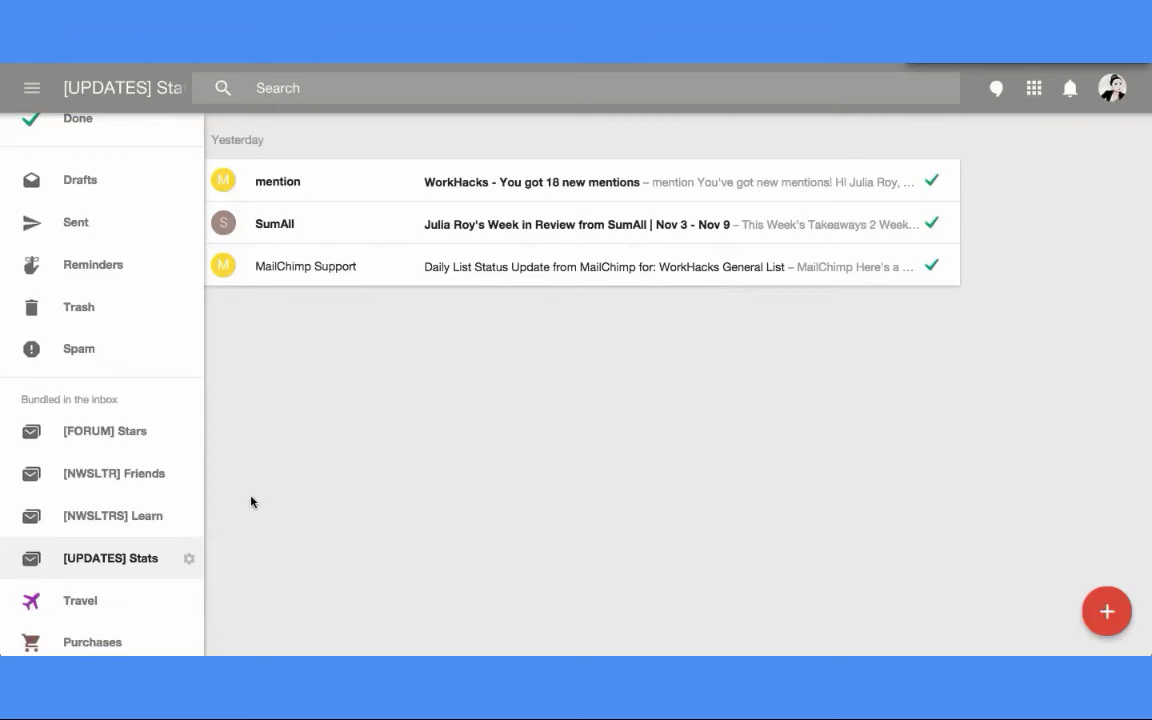 [UPDATES] Sta
Search
Done
Drafts
Sent
Reminders
Trash
Spam
Bundled in the inbox
[FORUM] Stars
[NWSLTR] Friends
[NWSLTRS] Learn
[UPDATES] Stats
Travel
Purchases
Yesterday
M mention WorkHacks - You got 18 new mentions – mention You've got new mentions! Hi Julia Roy, ...
S SumAll Julia Roy's Week in Review from SumAll | Nov 3 - Nov 9 – This Week's Takeaways 2 Week...
M MailChimp Support Daily List Status Update from MailChimp for: WorkHacks General List – MailChimp Here's a ...